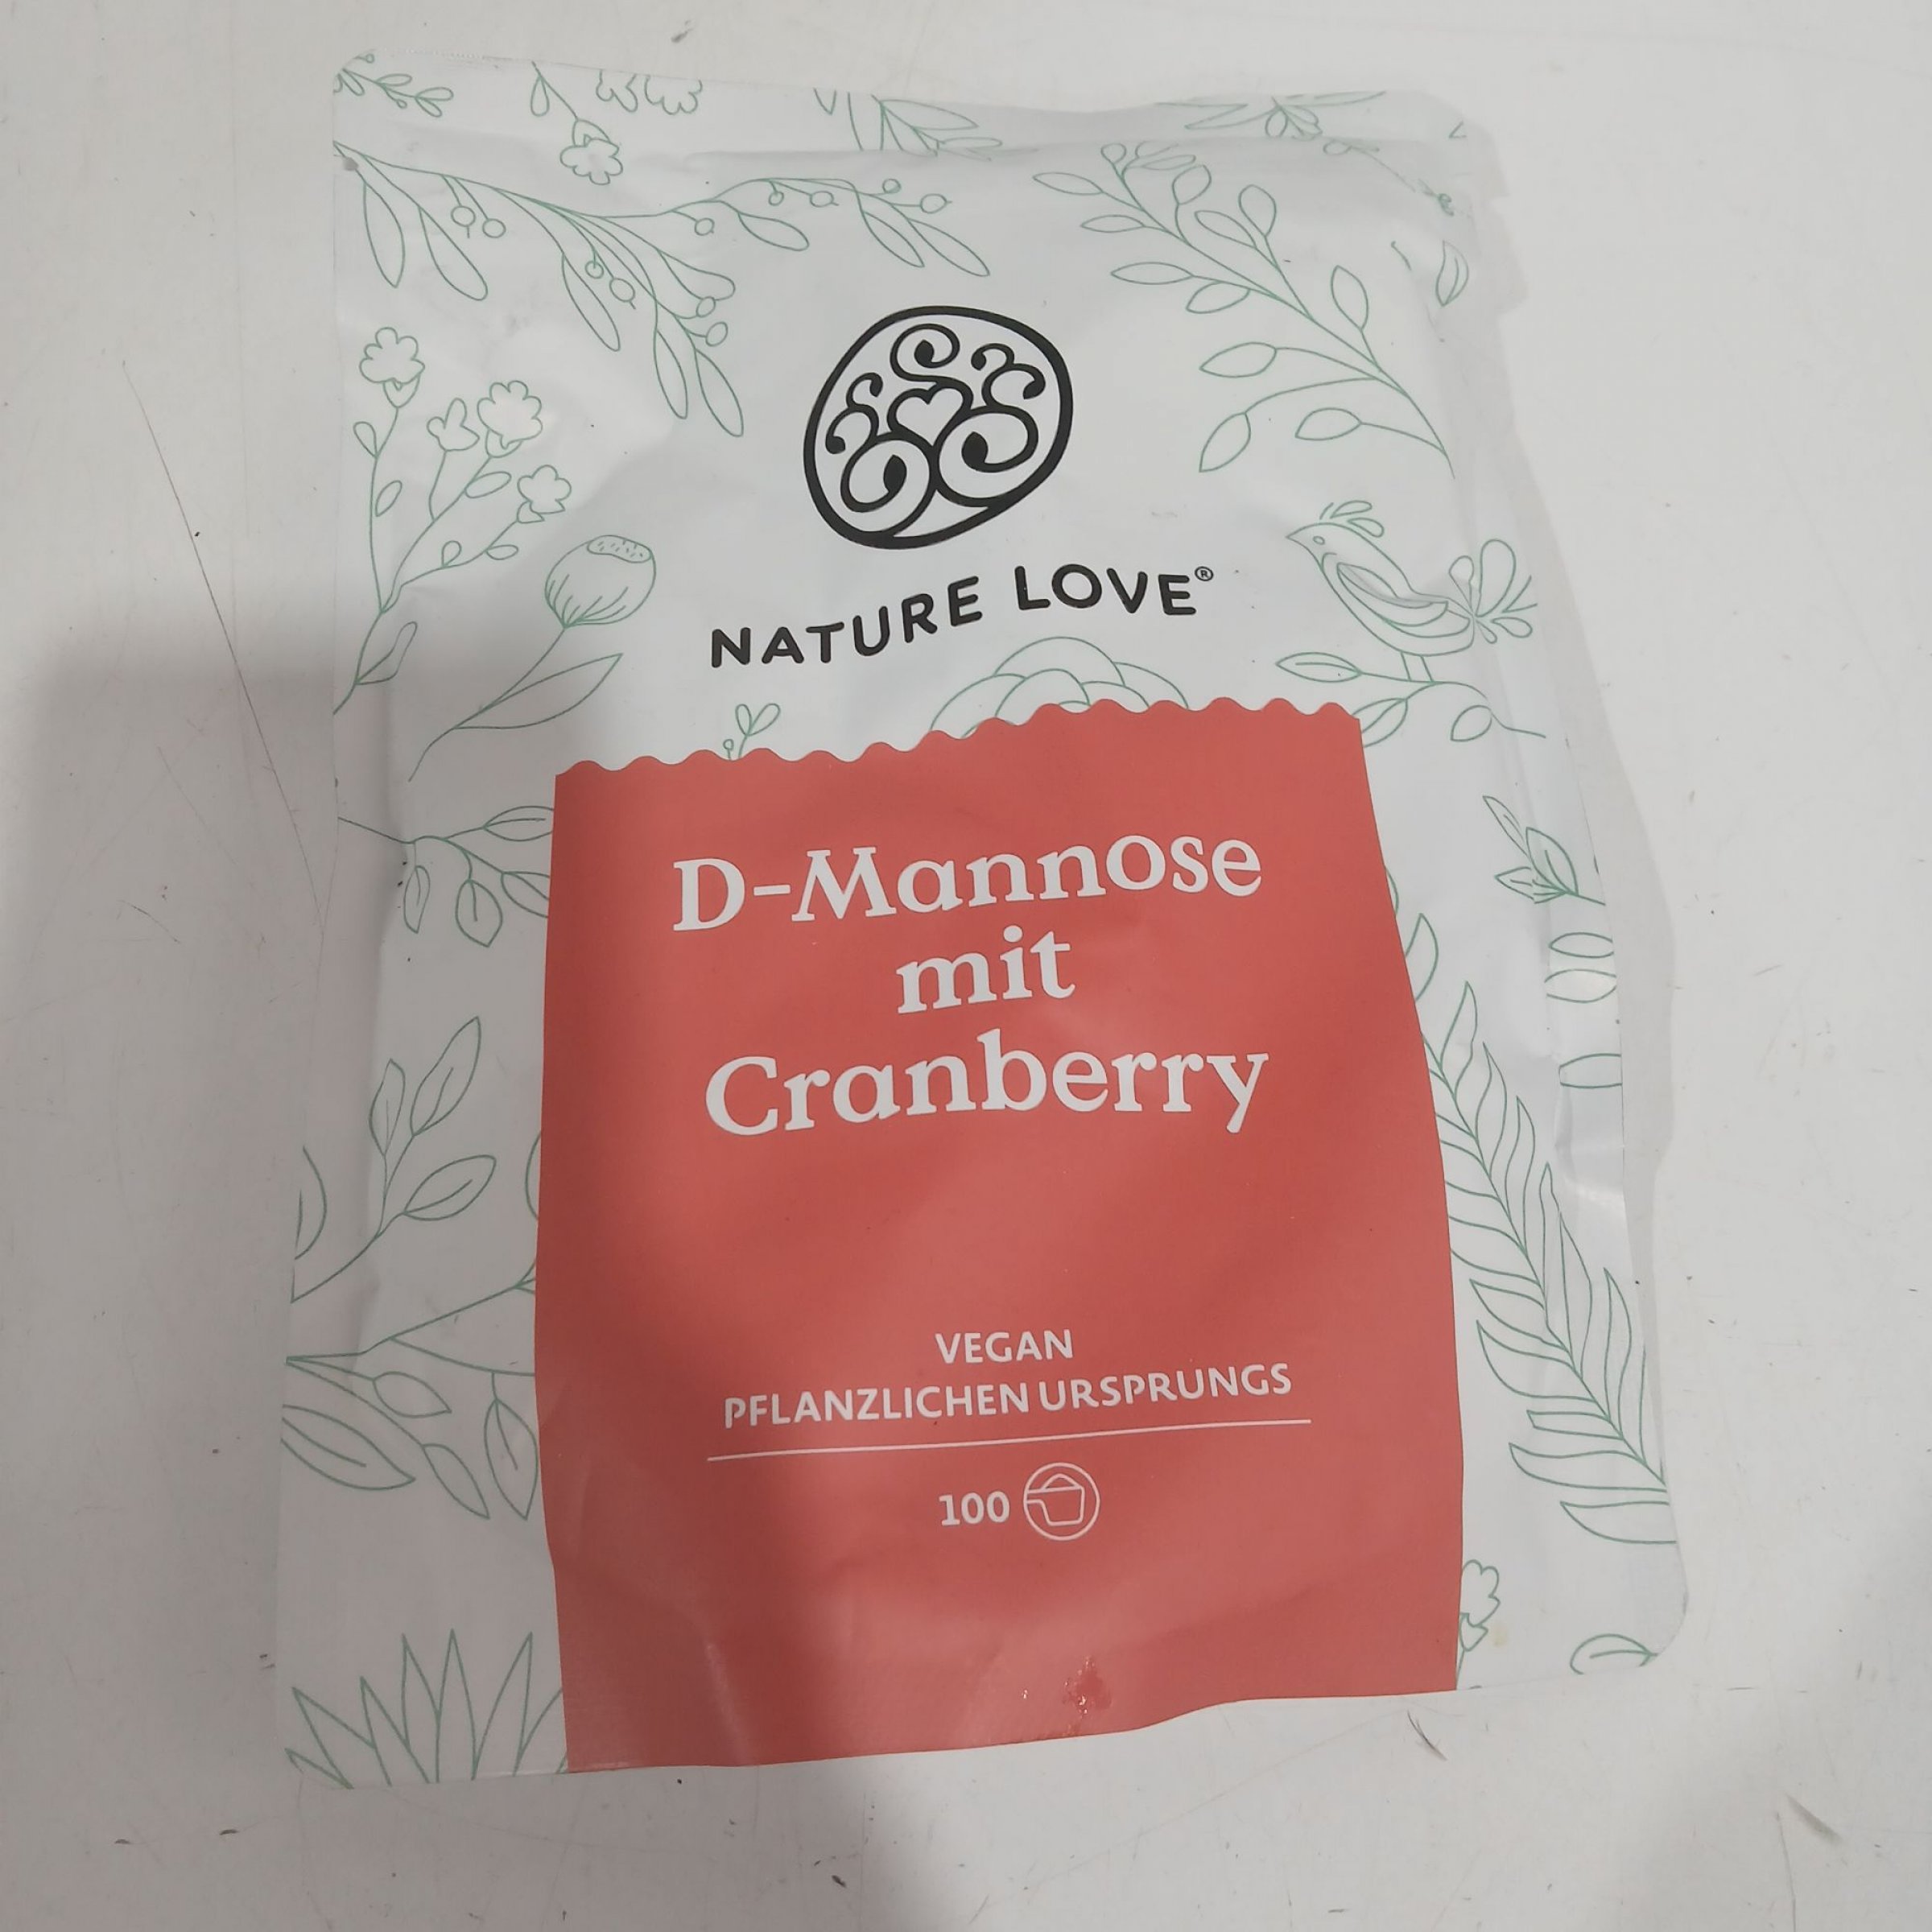 NATURE LOVE®
D-Mannose
mit
Cranberry
VEGAN
PFLANZLICHEN URSPRUNGS
100